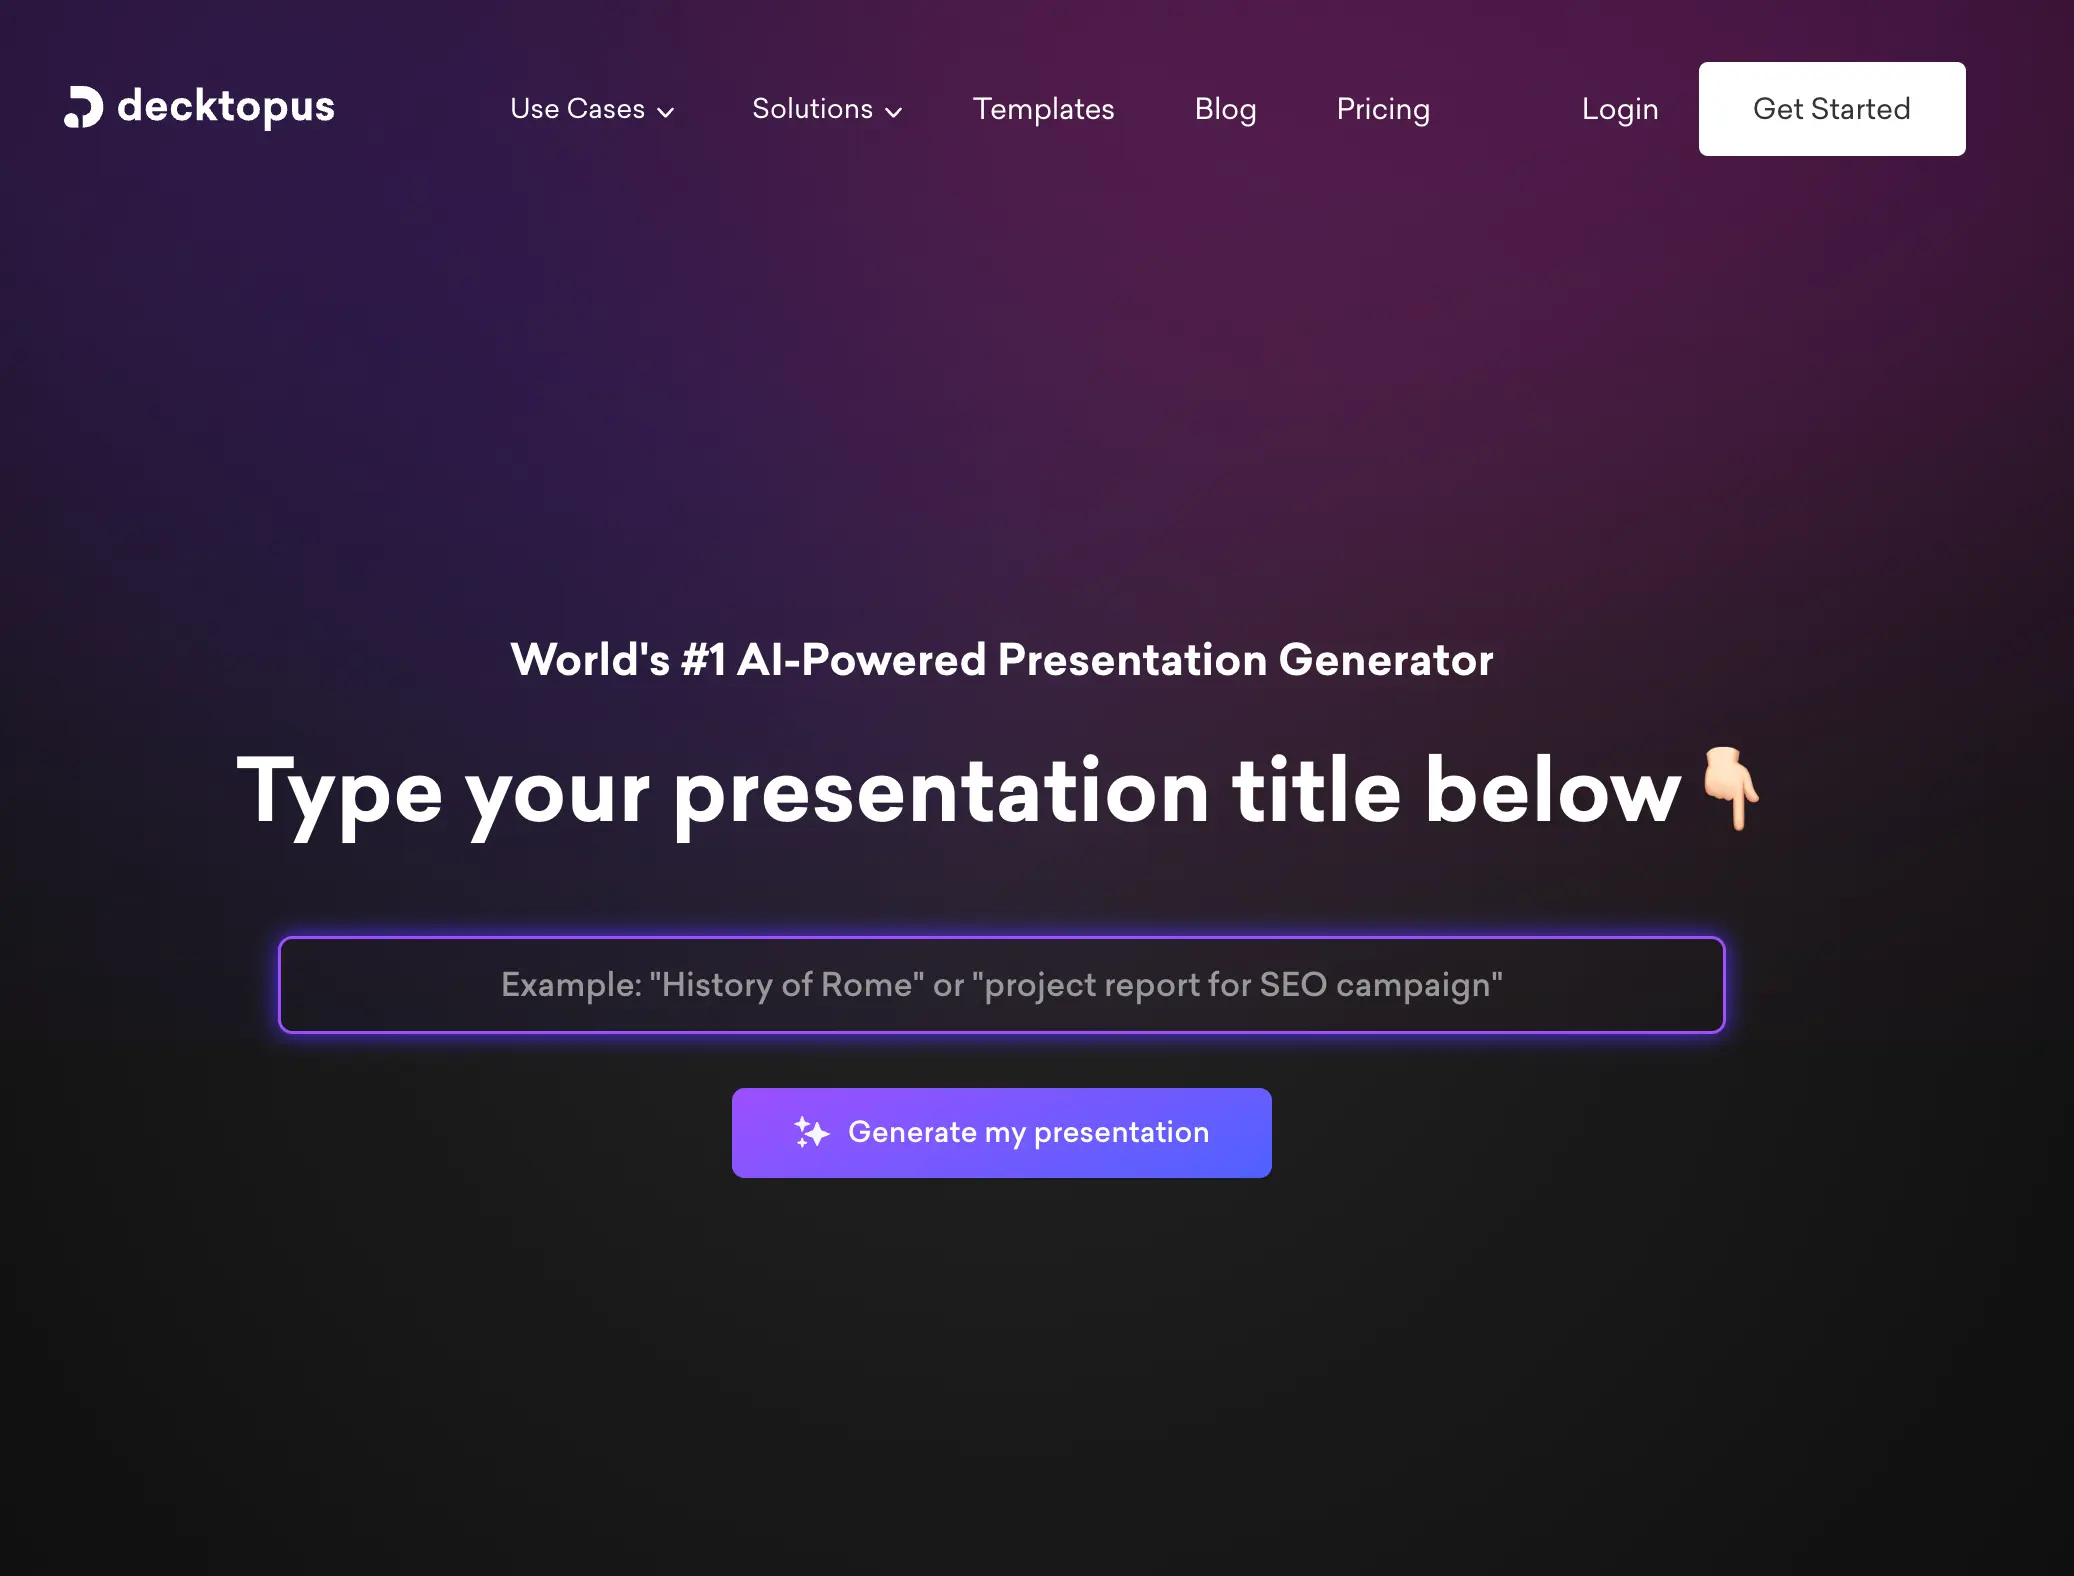 decktopus
Use Cases
Solutions
Templates
Blog
Pricing
Login
Get Started
World's #1 AI-Powered Presentation Generator
Type your presentation title below👇🏻
Example: "History of Rome" or "project report for SEO campaign"
Generate my presentation